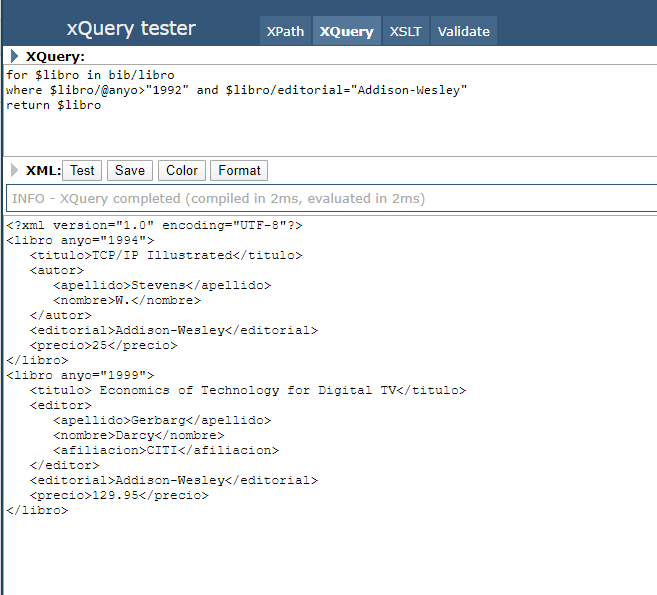 xQuery tester
XPath XQuery XSLT Validate
XQuery:
for $libro in bib/libro
where $libro/@anyo>"1992" and $libro/editorial="Addison-Wesley"
return $libro
XML: Test Save Color Format
INFO - XQuery completed (compiled in 2ms, evaluated in 2ms)
<?xml version="1.0" encoding="UTF-8"?>
<libro anyo="1994">
   <titulo>TCP/IP Illustrated</titulo>
   <autor>
      <apellido>Stevens</apellido>
      <nombre>W.</nombre>
   </autor>
   <editorial>Addison-Wesley</editorial>
   <precio>25</precio>
</libro>
<libro anyo="1999">
   <titulo> Economics of Technology for Digital TV</titulo>
   <editor>
      <apellido>Gerbarg</apellido>
      <nombre>Darcy</nombre>
      <afiliacion>CITI</afiliacion>
   </editor>
   <editorial>Addison-Wesley</editorial>
   <precio>129.95</precio>
</libro>